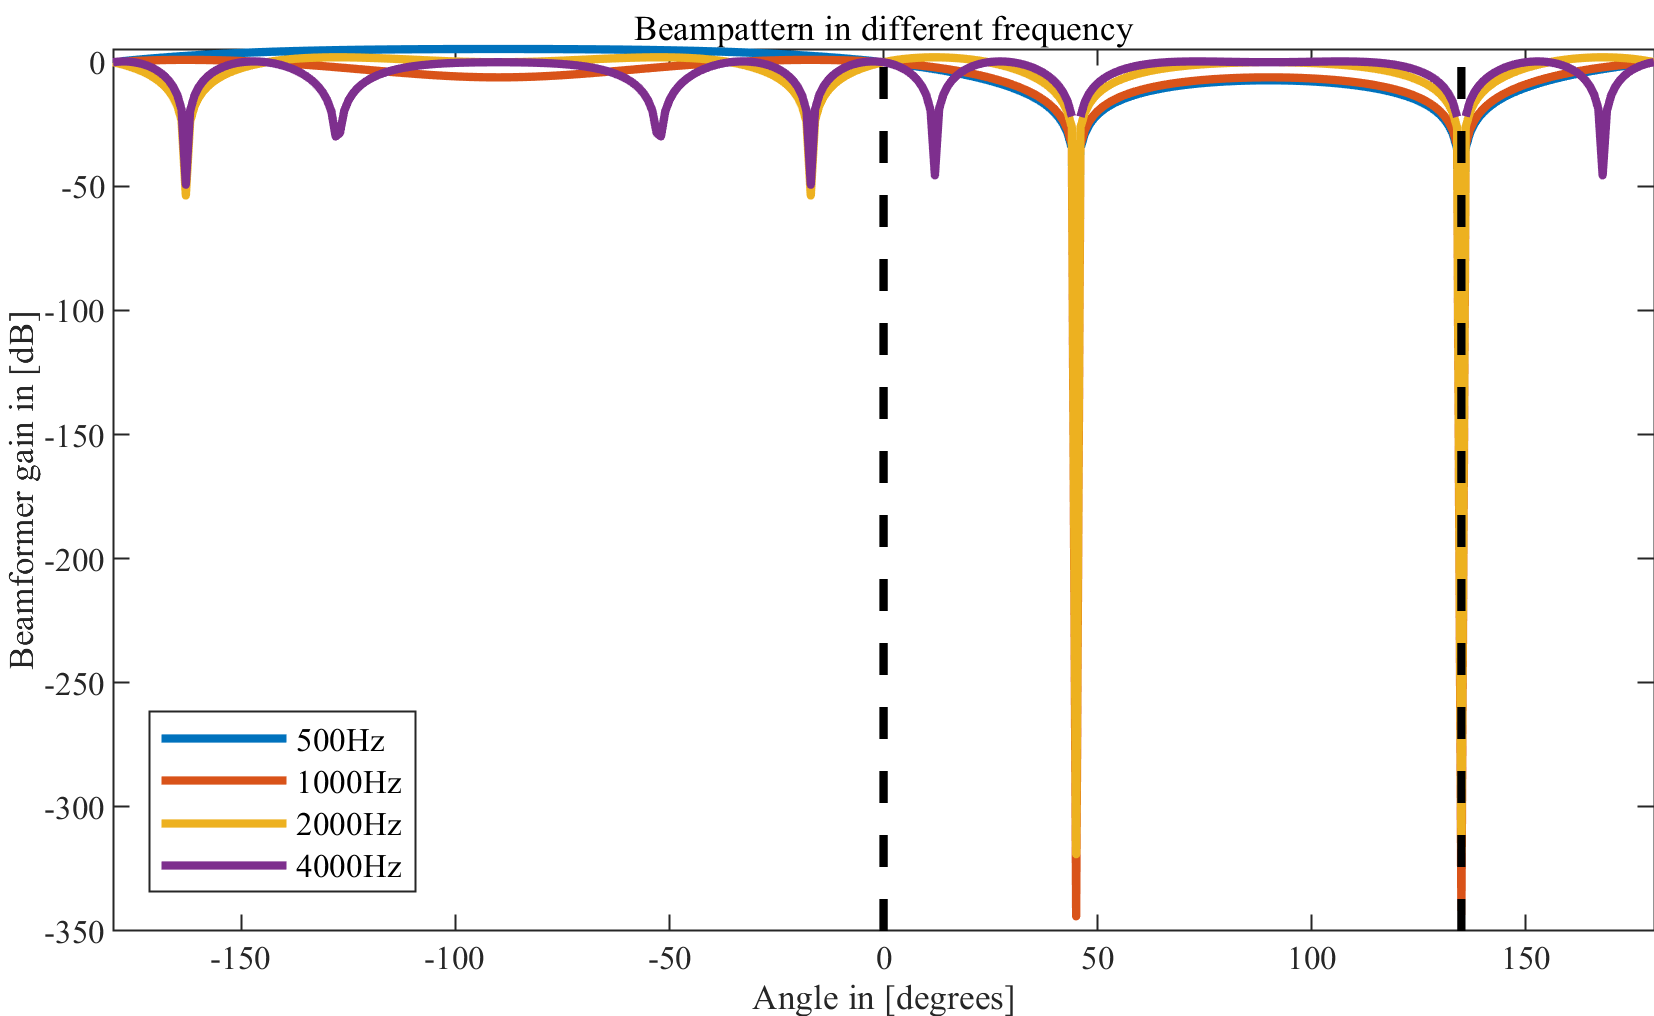 Beampattern in different frequency
0
-50
-100
-150
-200
-250
-300
-350
Beamformer gain in [dB]
500Hz
1000Hz
2000Hz
4000Hz
-150
-100
-50
0
50
100
150
Angle in [degrees]